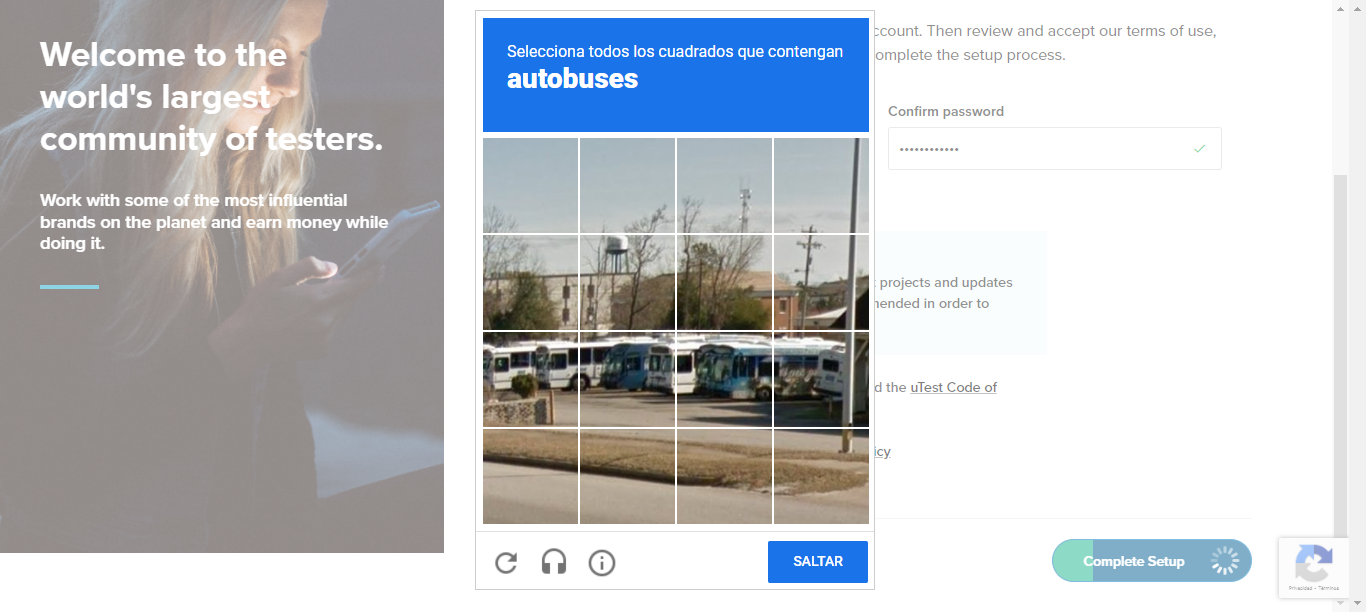 Welcome to the
world's largest
community of testers.
Work with some of the most influential
brands on the planet and earn money while
doing it.
Selecciona todos los cuadrados que contengan
autobuses
SALTAR
ccount. Then review and accept our terms of use,
omplete the setup process.
Confirm password
projects and updates
mended in order to
d the uTest Code of
icy
Complete Setup
Privacidad - Términos